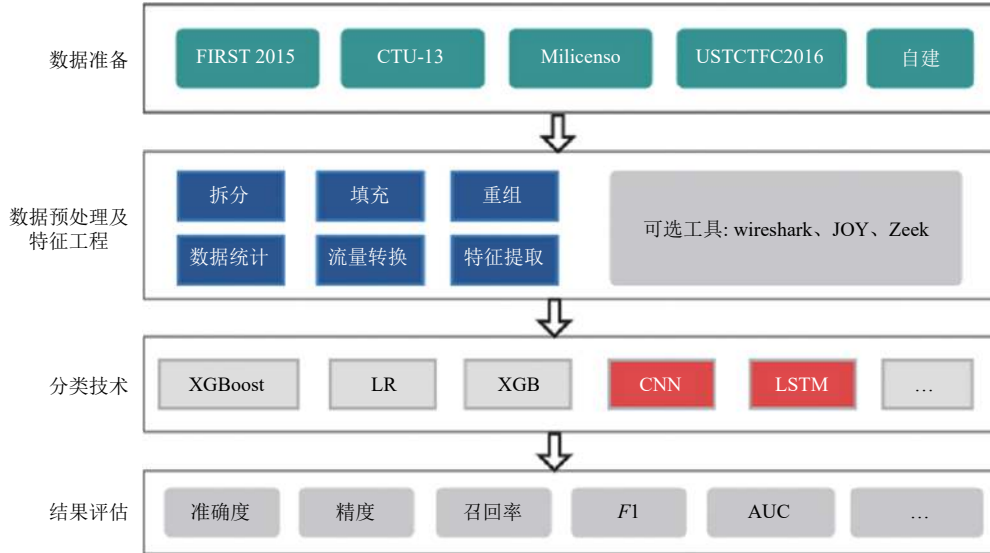 数据准备
FIRST 2015
CTU-13
Milicenso
USTCTFC2016
自建
数据预处理及
特征工程
拆分
填充
重组
数据统计
流量转换
特征提取
可选工具: wireshark、JOY、Zeek
分类技术
XGBoost
LR
XGB
CNN
LSTM
…
结果评估
准确度
精度
召回率
F1
AUC
…